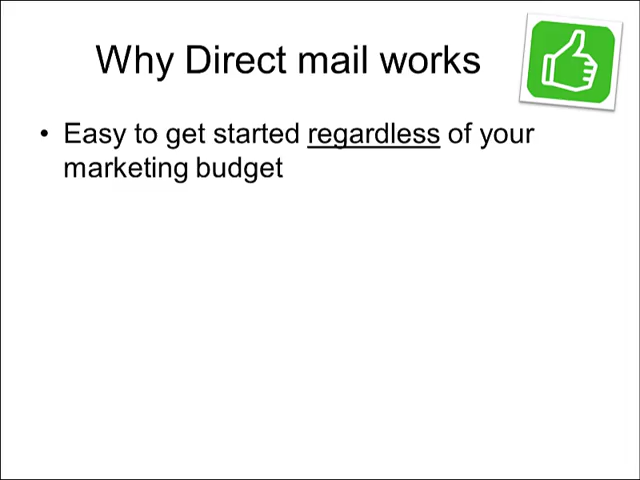 Why Direct mail works
• Easy to get started regardless of your
marketing budget